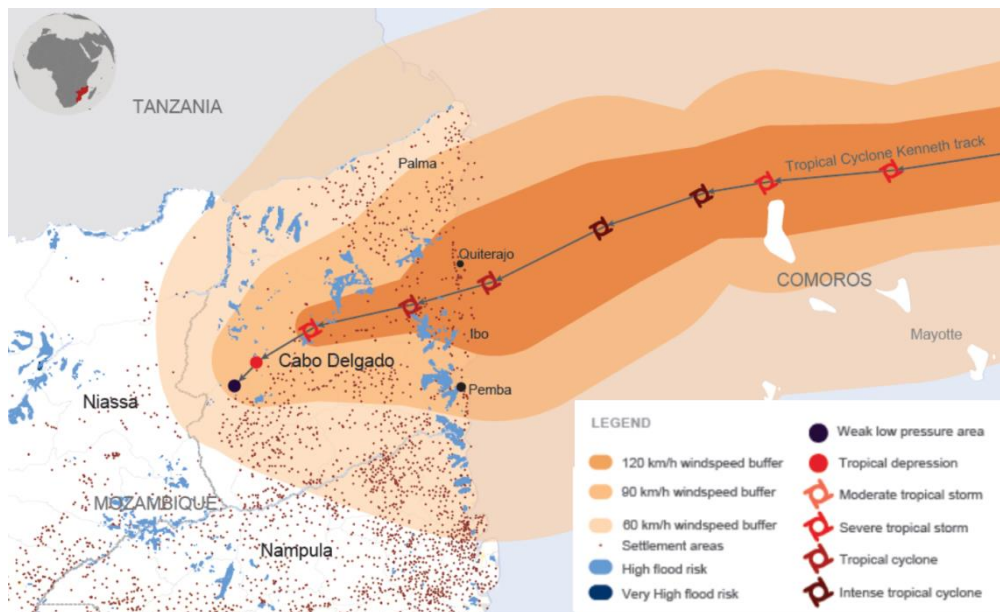 TANZANIA
Palma
Tropical Cyclone Kenneth track
Quiterajo
COMOROS
Ibo
Mayotte
Cabo Delgado
Pemba
Niassa
MOZAMBIQUE
Nampula
LEGEND
120 km/h windspeed buffer
90 km/h windspeed buffer
60 km/h windspeed buffer
Settlement areas
High flood risk
Very High flood risk
Weak low pressure area
Tropical depression
Moderate tropical storm
Severe tropical storm
Tropical cyclone
Intense tropical cyclone